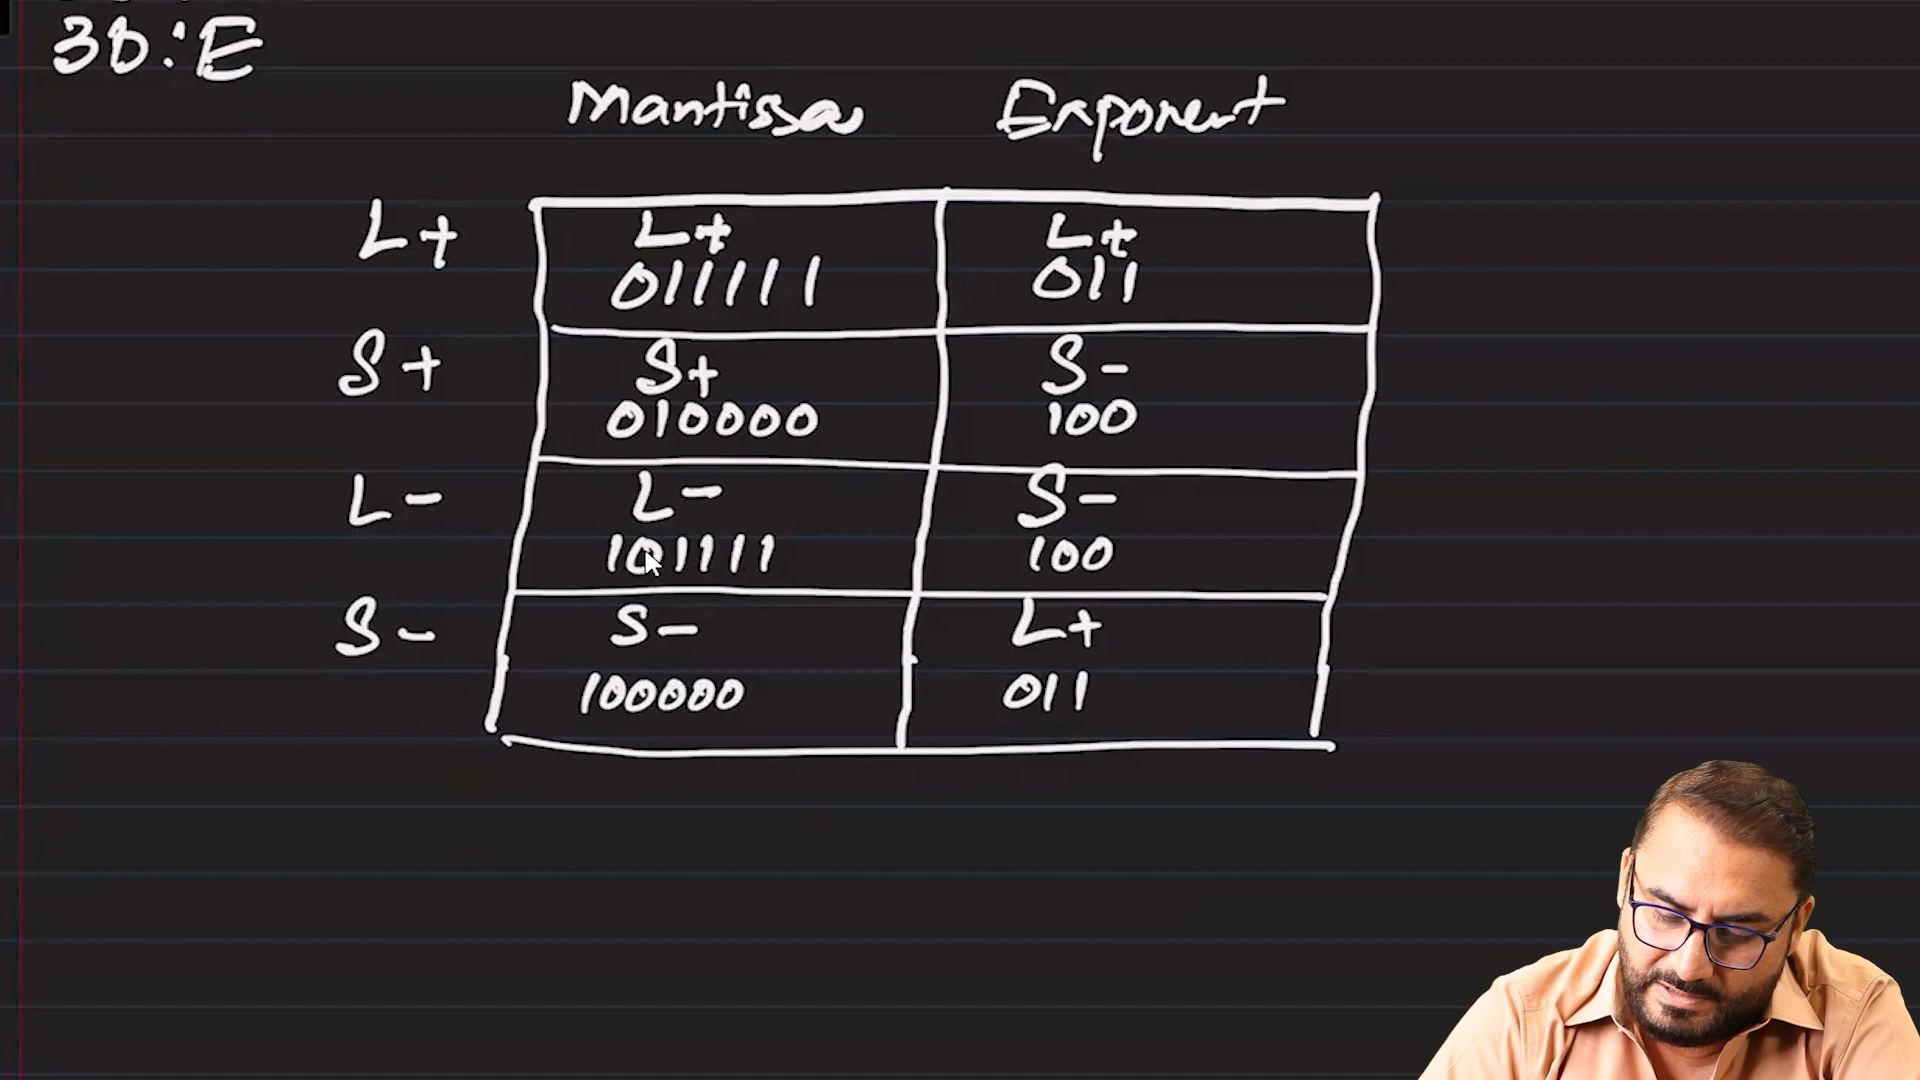 3b:E
Mantissa Exponent
L+ L+ L+
011111 011
S+ S+ S-
010000 100
L- L- S-
101111 100
S- S- L+
100000 011